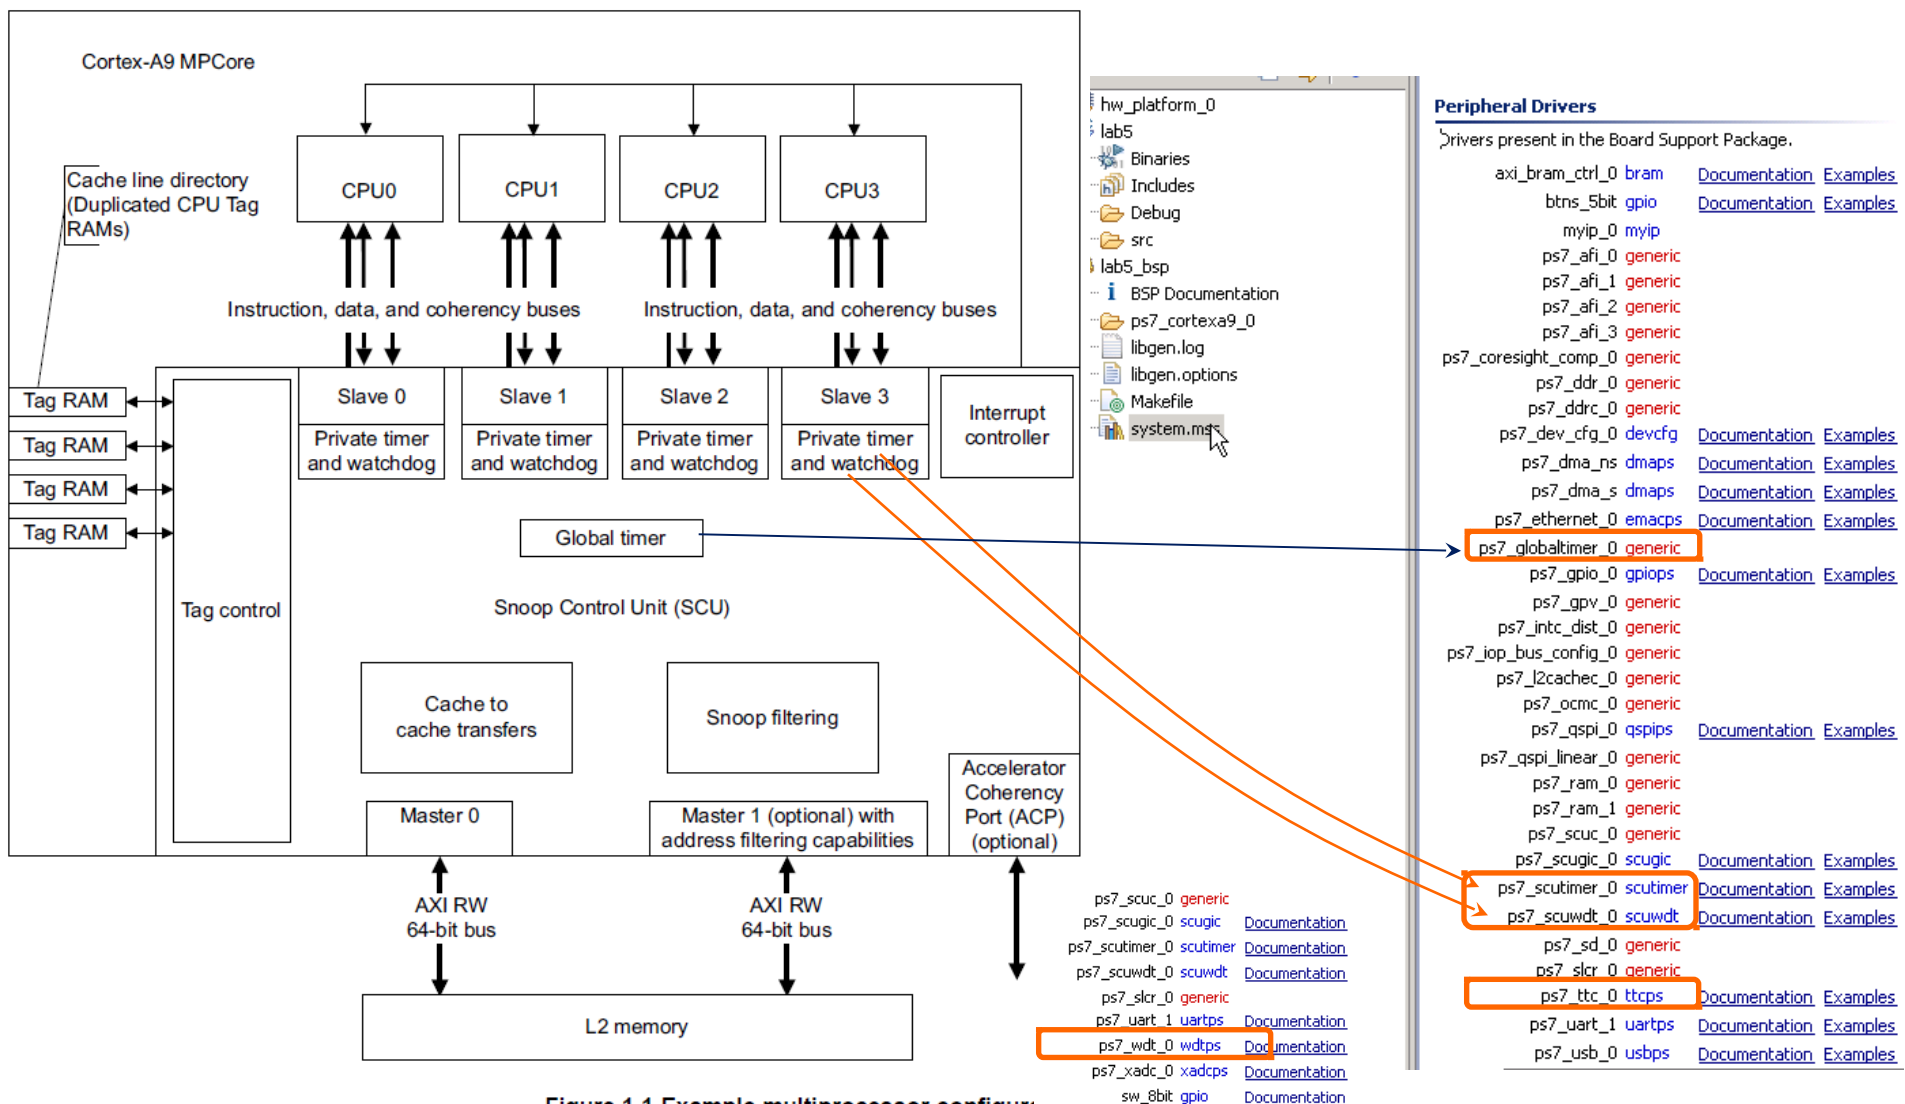 Cortex-A9 MPCore
Cache line directory
(Duplicated CPU Tag
RAMs)
CPU0
CPU1
CPU2
CPU3
Instruction, data, and coherency buses
Instruction, data, and coherency buses
Tag RAM
Tag RAM
Tag RAM
Tag RAM
Tag control
Slave 0
Private timer
and watchdog
Slave 1
Private timer
and watchdog
Slave 2
Private timer
and watchdog
Slave 3
Private timer
and watchdog
Interrupt
controller
Global timer
Snoop Control Unit (SCU)
Cache to
cache transfers
Snoop filtering
Master 0
Master 1 (optional) with
address filtering capabilities
Accelerator
Coherency
Port (ACP)
(optional)
AXI RW
64-bit bus
AXI RW
64-bit bus
L2 memory
Figure 1-1 Example multiprocessor
hw_platform_0
lab5
Binaries
Includes
Debug
src
lab5_bsp
BSP Documentation
ps7_cortexa9_0
libgen.log
libgen.options
Makefile
system.mss
ps7_scuc_0 generic
ps7_scugic_0 scugic Documentation
ps7_scutimer_0 scutimer Documentation
ps7_scuwdt_0 scuwdt Documentation
ps7_slcr_0 generic
ps7_uart_1 uartps Documentation
ps7_wdt_0 wdtps Documentation
ps7_xadc_0 xadcps Documentation
sw_8bit gpio Documentation
Peripheral Drivers
Drivers present in the Board Support Package.
axi_bram_ctrl_0 bram Documentation Examples
btns_5bit gpio Documentation Examples
myip_0 myip
ps7_afi_0 generic
ps7_afi_1 generic
ps7_afi_2 generic
ps7_afi_3 generic
ps7_coresight_comp_0 generic
ps7_ddr_0 generic
ps7_ddrc_0 generic
ps7_dev_cfg_0 devcfg Documentation Examples
ps7_dma_ns dmaps Documentation Examples
ps7_dma_s dmaps Documentation Examples
ps7_ethernet_0 emacps Documentation Examples
ps7_globaltimer_0 generic
ps7_gpio_0 gpiops Documentation Examples
ps7_gpv_0 generic
ps7_intc_dist_0 generic
ps7_iop_bus_config_0 generic
ps7_l2cachec_0 generic
ps7_ocmc_0 generic
ps7_qspi_0 qspips Documentation Examples
ps7_qspi_linear_0 generic
ps7_ram_0 generic
ps7_ram_1 generic
ps7_scuc_0 generic
ps7_scugic_0 scugic Documentation Examples
ps7_scutimer_0 scutimer Documentation Examples
ps7_scuwdt_0 scuwdt Documentation Examples
ps7_sd_0 generic
ps7_slcr_0 generic
ps7_ttc_0 ttcps Documentation Examples
ps7_uart_1 uartps Documentation Examples
ps7_usb_0 usbps Documentation Examples